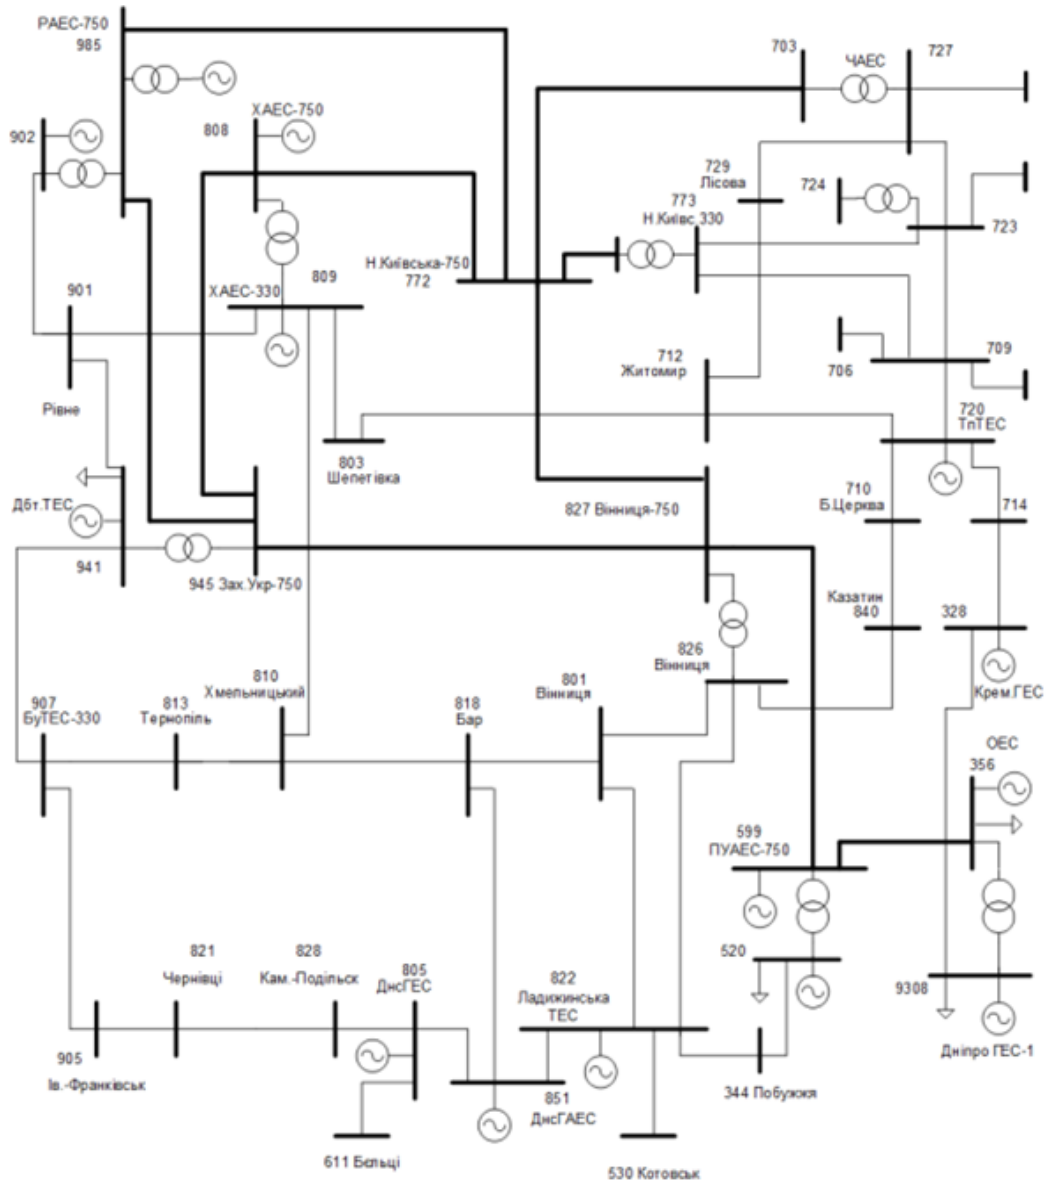 РАЕС-750
985
703
ЧАЕС
727
ХАЕС-750
808
902
729
Лісова
724
773
Н.Київс.330
723
Н.Київська-750
772
809
ХАЕС-330
901
712
Житомир
706
709
Рівне
720
ТпТЕС
803
Шепетівка
Дбт.ТЕС
827 Вінниця-750
710
Б.Церква
714
941
945 Зах.Укр-750
Казатин
840
328
826
Вінниця
810
Хмельницький
801
Вінниця
Крем.ГЕС
907
БуТЕС-330
813
Тернопіль
818
Бар
ОЕС
356
599
ПУАЕС-750
821
Чернівці
828
Кам.-Подільск
805
ДнсГЕС
822
Ладижинська
ТЕС
520
9308
905
Ів.-Франківськ
851
ДнсГАЕС
344 Побужжя
Дніпро ГЕС-1
611 Бєльці
530 Котовськ